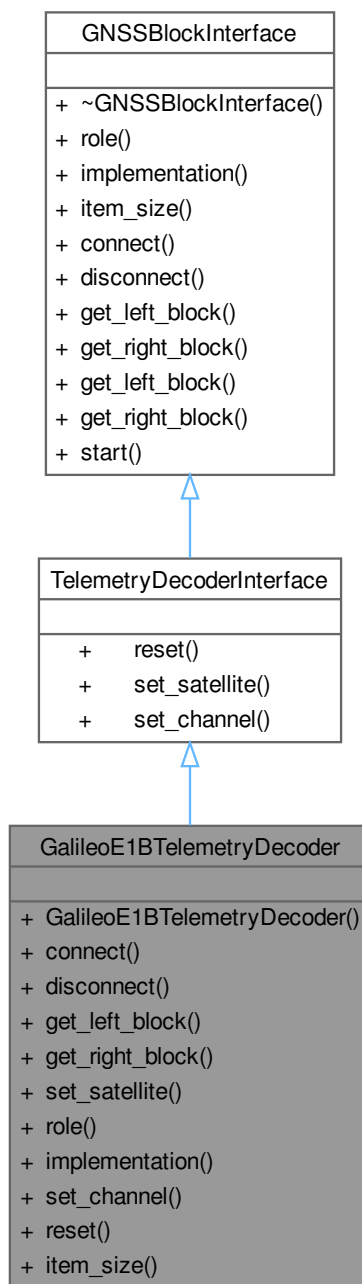 GNSSBlockInterface
+ ~GNSSBlockInterface()
+ role()
+ implementation()
+ item_size()
+ connect()
+ disconnect()
+ get_left_block()
+ get_right_block()
+ get_left_block()
+ get_right_block()
+ start()
TelemetryDecoderInterface
+ reset()
+ set_satellite()
+ set_channel()
GalileoE1BTelemetryDecoder
+ GalileoE1BTelemetryDecoder()
+ connect()
+ disconnect()
+ get_left_block()
+ get_right_block()
+ set_satellite()
+ role()
+ implementation()
+ set_channel()
+ reset()
+ item_size()